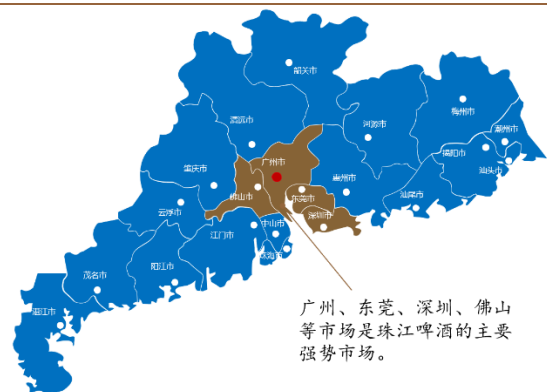 韶关市
清远市
河源市
梅州市
潮州市
揭阳市
汕头市
广州市
肇庆市
佛山市
东莞市
惠州市
汕尾市
云浮市
深圳市
江门市
中山市
珠海市
茂名市
阳江市
湛江市
广州、东莞、深圳、佛山
等市场是珠江啤酒的主要
强势市场。